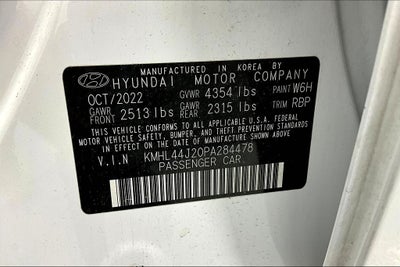 MANUFACTURED IN KOREA BY
HYUNDAI MOTOR COMPANY
OCT/2022 GVWR 4354 lbs PAINT W6H
GAWR FRONT 2513 lbs GAWR REAR 2315 lbs TRIM RBP
THIS VEHICLE CONFORMS TO ALL APPLICABLE U.S.A. FEDERAL
MOTOR VEHICLE SAFETY, BUMPER, AND THEFT PREVENTION
STANDARDS IN EFFECT ON THE DATE OF MANUFACTURE
SHOWN ABOVE.
V.I.N KMHL44J20PA284478
PASSENGER CAR